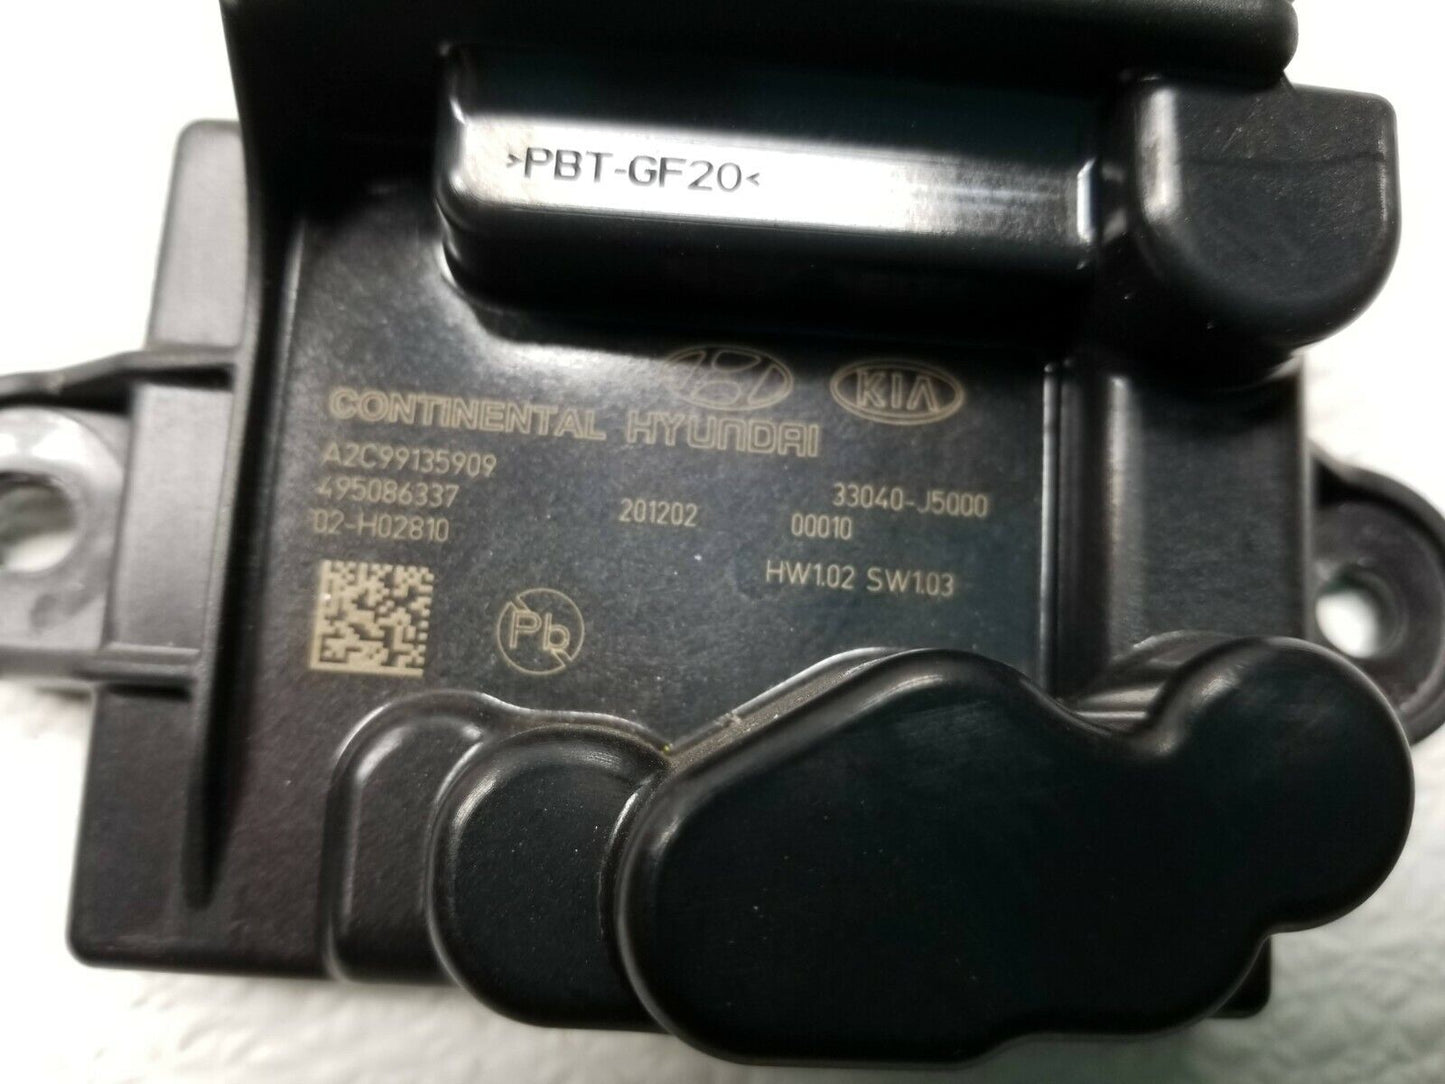 >PBT-GF20<
KIA
CONTINENTAL HYUNDAI
A2C99135909
495086337 33040-J5000
02-H02810 201202 00010
HW1.02 SW1.03
Pb